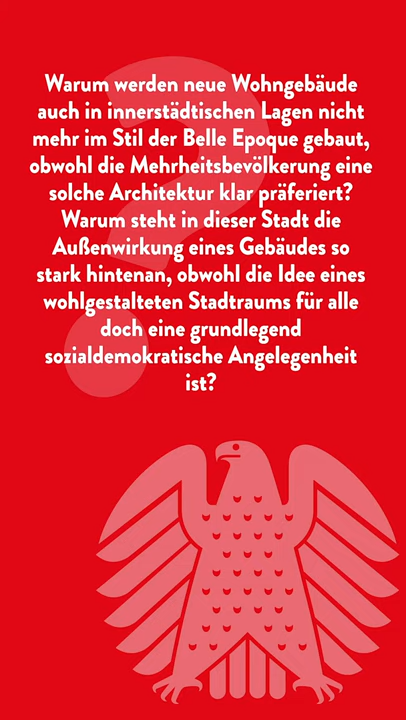 Warum werden neue Wohngebäude
auch in innerstädtischen Lagen nicht
mehr im Stil der Belle Epoque gebaut,
obwohl die Mehrheitsbevölkerung eine
solche Architektur klar präferiert?
Warum steht in dieser Stadt die
Außenwirkung eines Gebäudes so
stark hintenan, obwohl die Idee eines
wohlgestalteten Stadtraums für alle
doch eine grundlegend
sozialdemokratische Angelegenheit
ist?